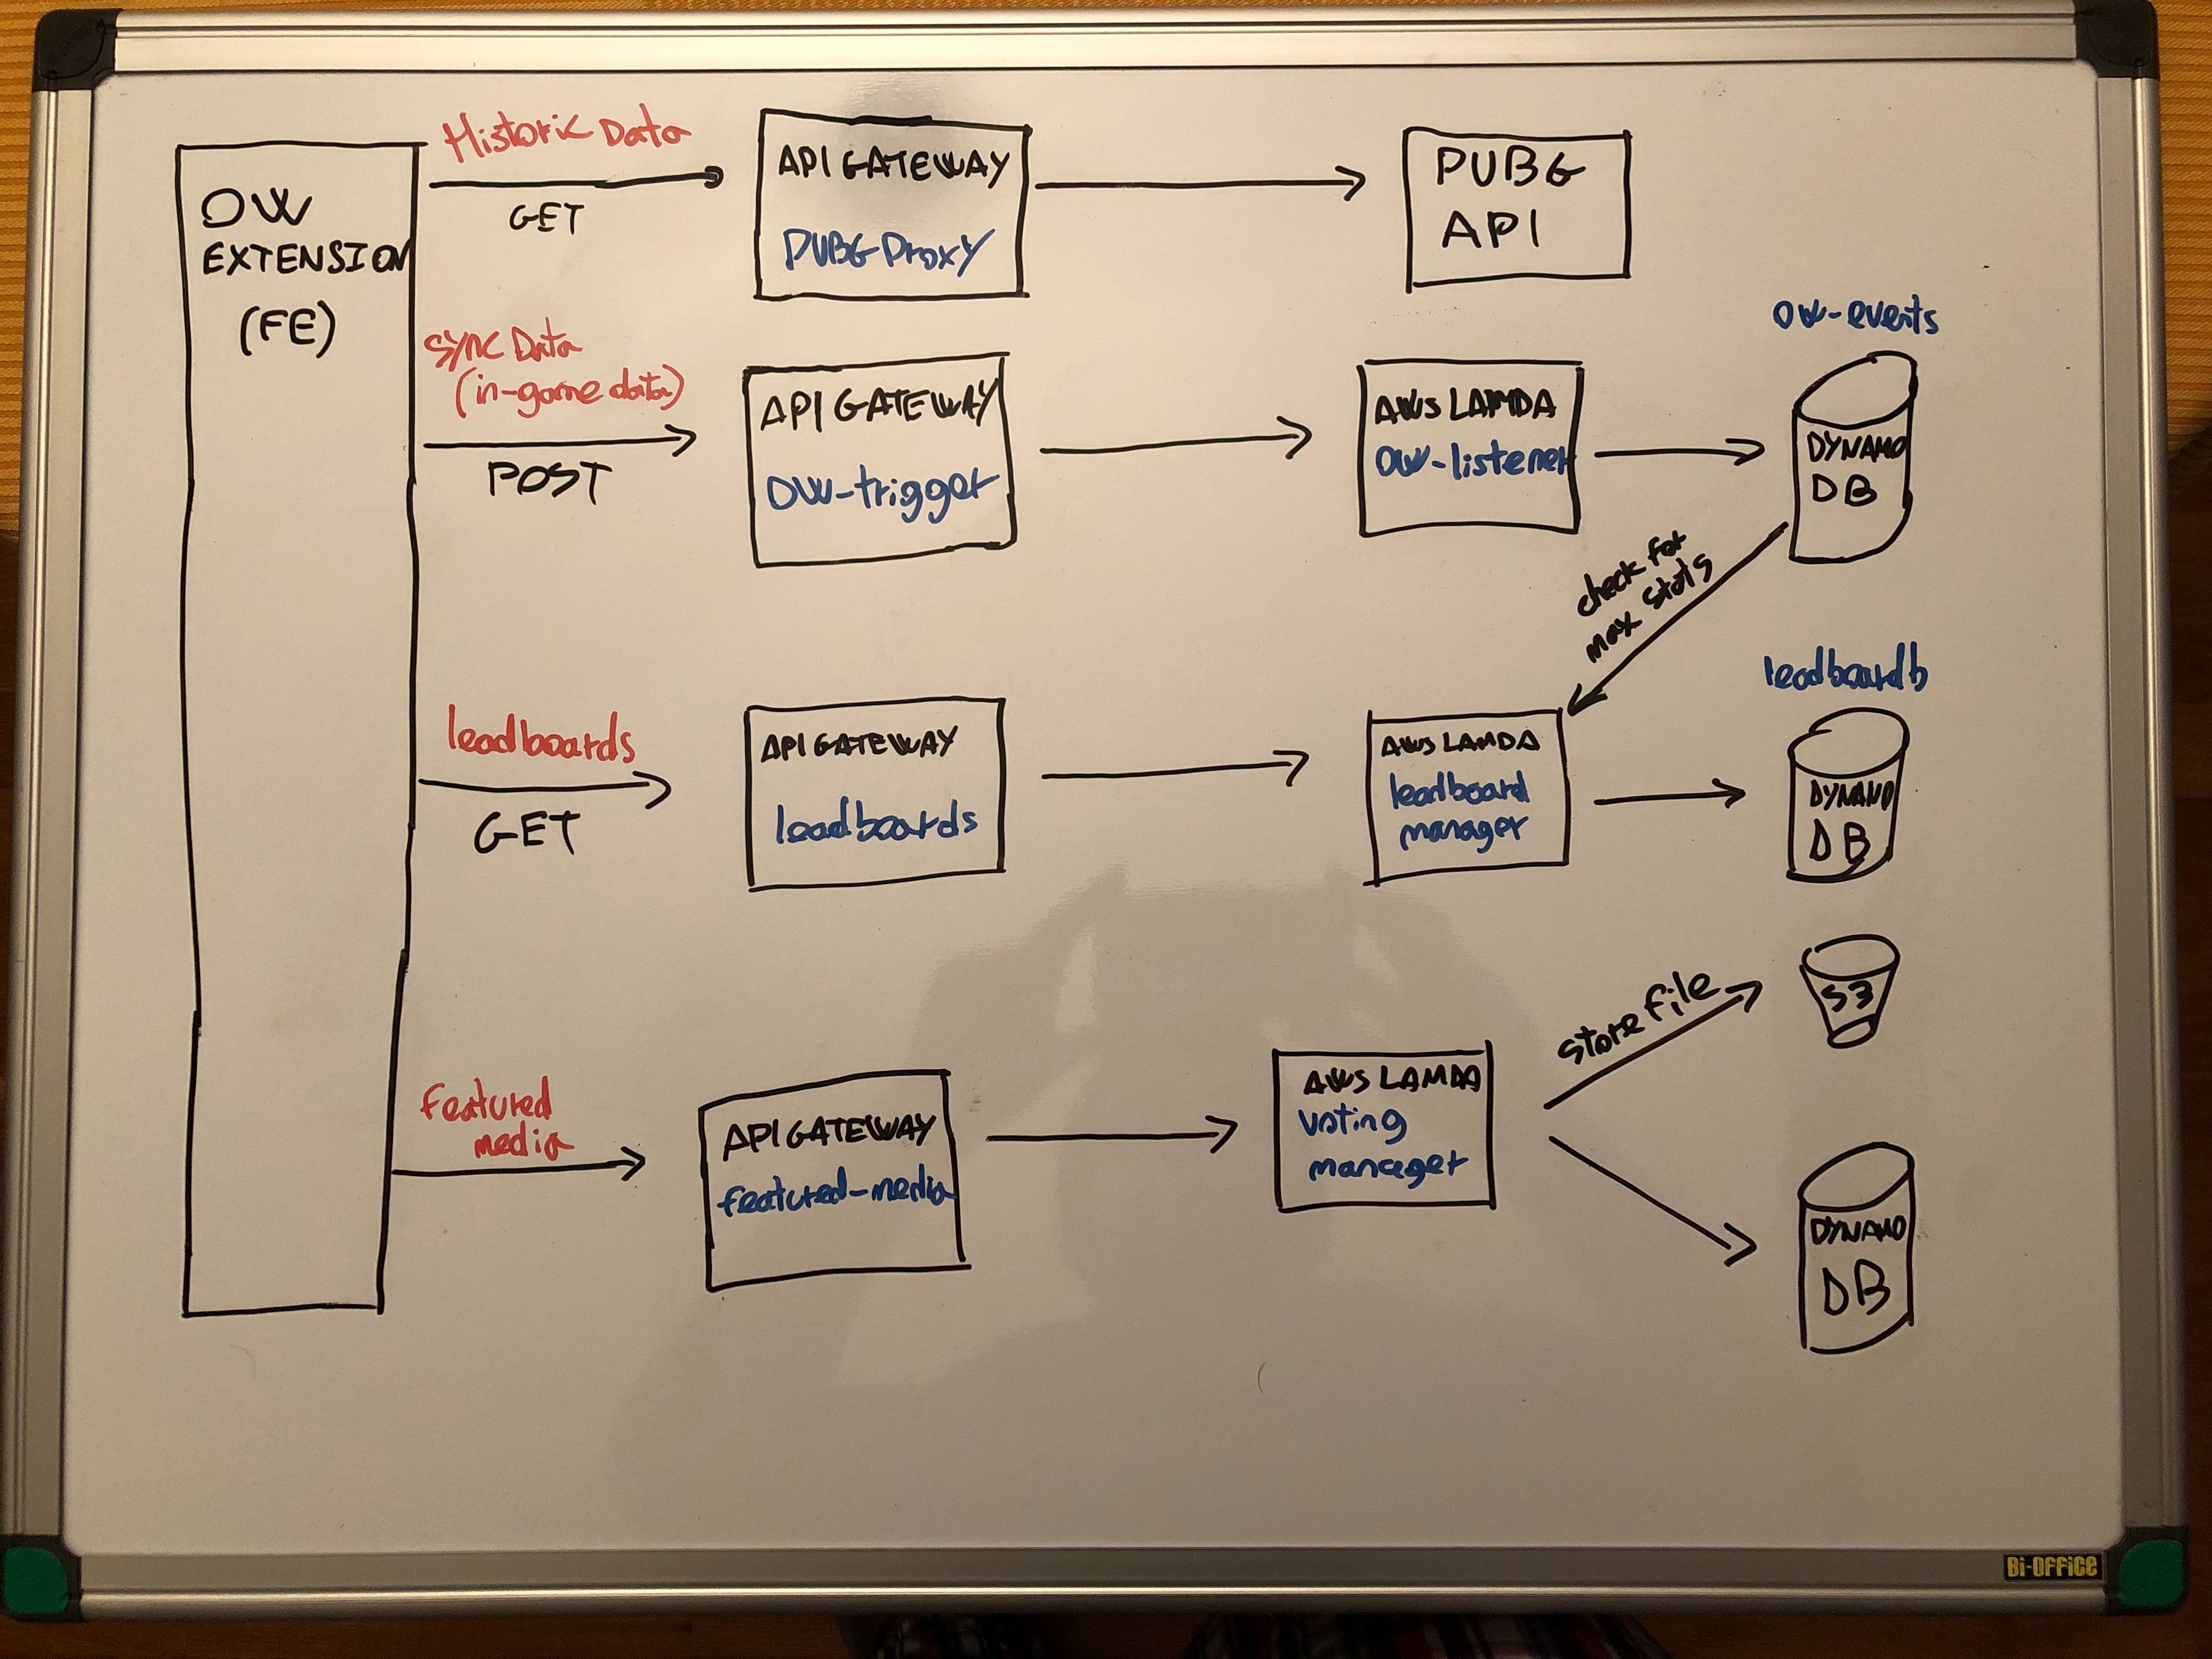 OW
EXTENSION
(FE)
Historic Data
GET
API GATEWAY
PUBG Proxy
PUBG
API
sync Data
(in-game data)
POST
API GATEWAY
OW-trigger
AWS LAMDA
OW-listener
OW-events
DYNAMO
DB
check for
max stats
leadboards
GET
API GATEWAY
leadboards
AWS LAMDA
leadboard
manager
leadboardb
DYNAMO
DB
featured
media
API GATEWAY
featured-media
AWS LAMDA
voting
manager
store file
S3
DYNAMO
DB
Bi-OFFiCE